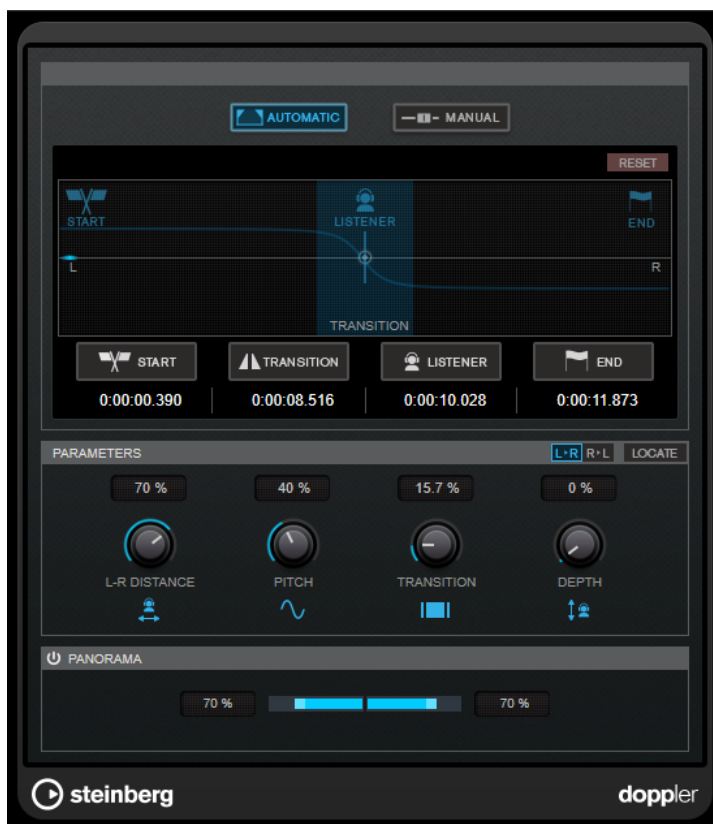 AUTOMATIC MANUAL
RESET
START LISTENER END
L R
TRANSITION
START TRANSITION LISTENER END
0:00:00.390 0:00:08.516 0:00:10.028 0:00:11.873
PARAMETERS L▸R R▸L LOCATE
70 % 40 % 15.7 % 0 %
L-R DISTANCE PITCH TRANSITION DEPTH
PANORAMA
70 % 70 %
steinberg doppler